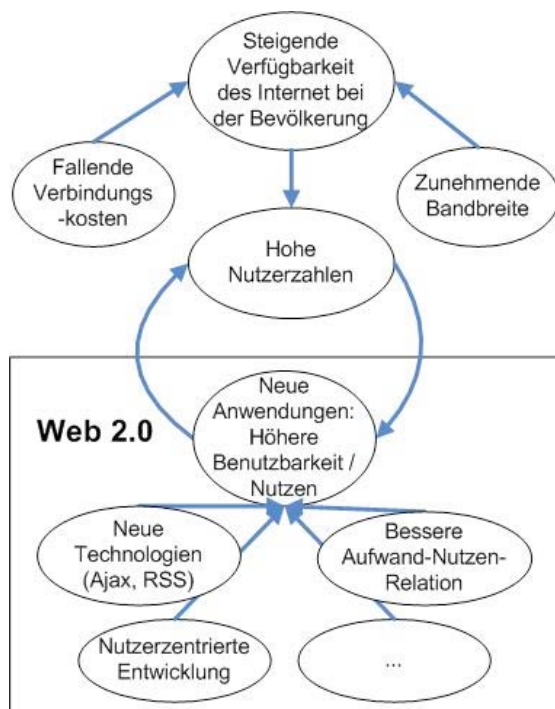 Steigende
Verfügbarkeit
des Internet bei
der Bevölkerung
Fallende
Verbindungs
-kosten
Zunehmende
Bandbreite
Hohe
Nutzerzahlen
Web 2.0
Neue
Anwendungen:
Höhere
Benutzbarkeit /
Nutzen
Neue
Technologien
(Ajax, RSS)
Bessere
Aufwand-Nutzen-
Relation
Nutzerzentrierte
Entwicklung
...